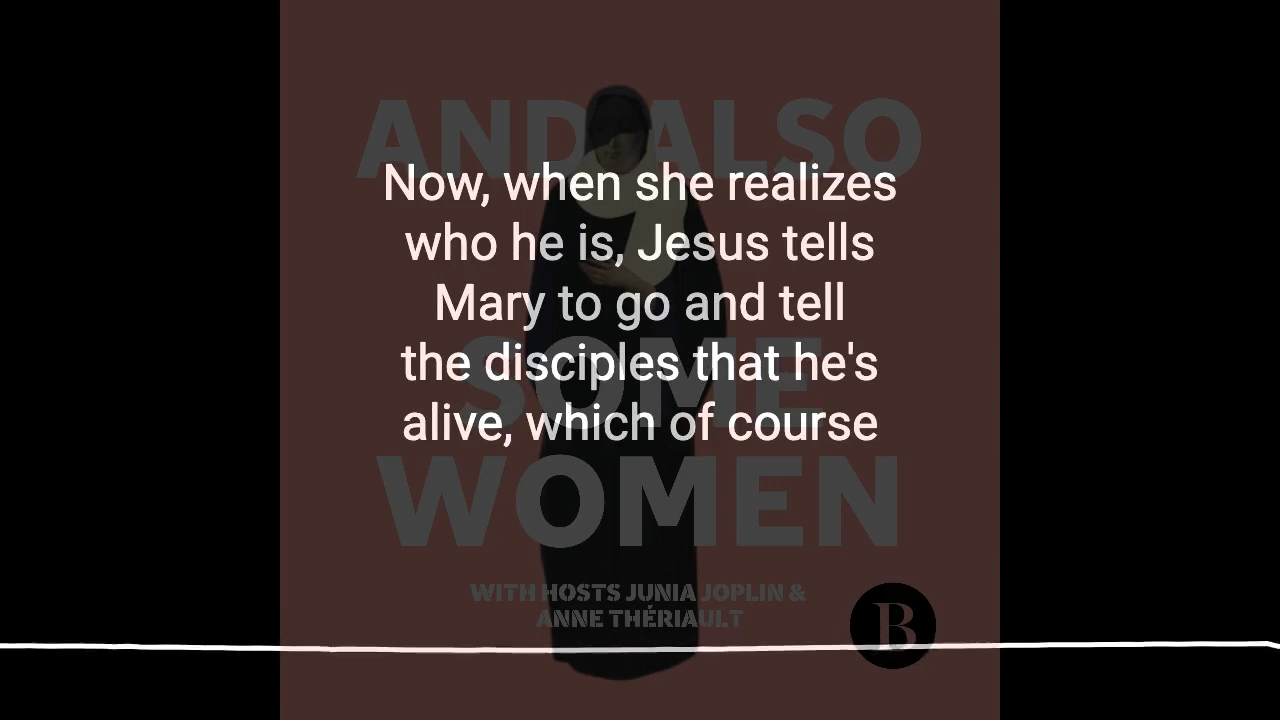 AND ALSO
SOME
WOMEN
WITH HOSTS JUNIA JOPLIN &
ANNE THÉRIAULT
B
Now, when she realizes
who he is, Jesus tells
Mary to go and tell
the disciples that he's
alive, which of course